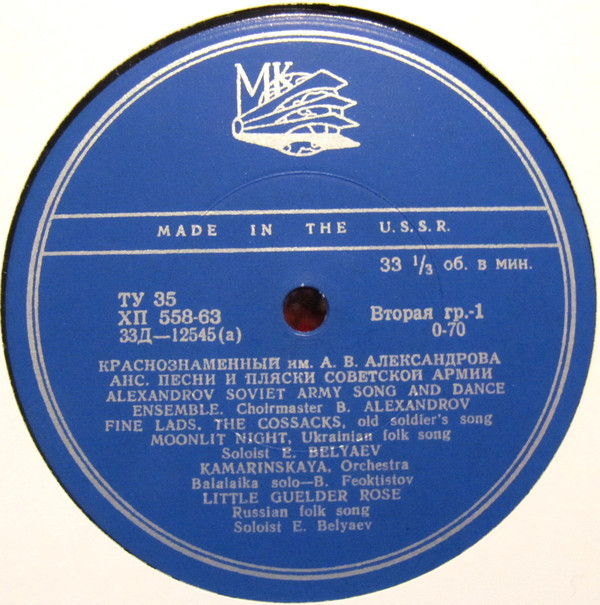 МК
MADE IN THE U.S.S.R.
33 1/3 об. в мин.
ТУ 35
ХП 558-63
33Д—12545(а)
Вторая гр.-1
0-70
КРАСНОЗНАМЕННЫЙ им. А. В. АЛЕКСАНДРОВА
АНС. ПЕСНИ И ПЛЯСКИ СОВЕТСКОЙ АРМИИ
ALEXANDROV SOVIET ARMY SONG AND DANCE
ENSEMBLE. Choirmaster B. ALEXANDROV
FINE LADS. THE COSSACKS, old soldier's song
MOONLIT NIGHT, Ukrainian folk song
Soloist E. BELYAEV
KAMARINSKAYA, Orchestra
Balalaika solo—B. Feoktistov
LITTLE GUELDER ROSE
Russian folk song
Soloist E. Belyaev